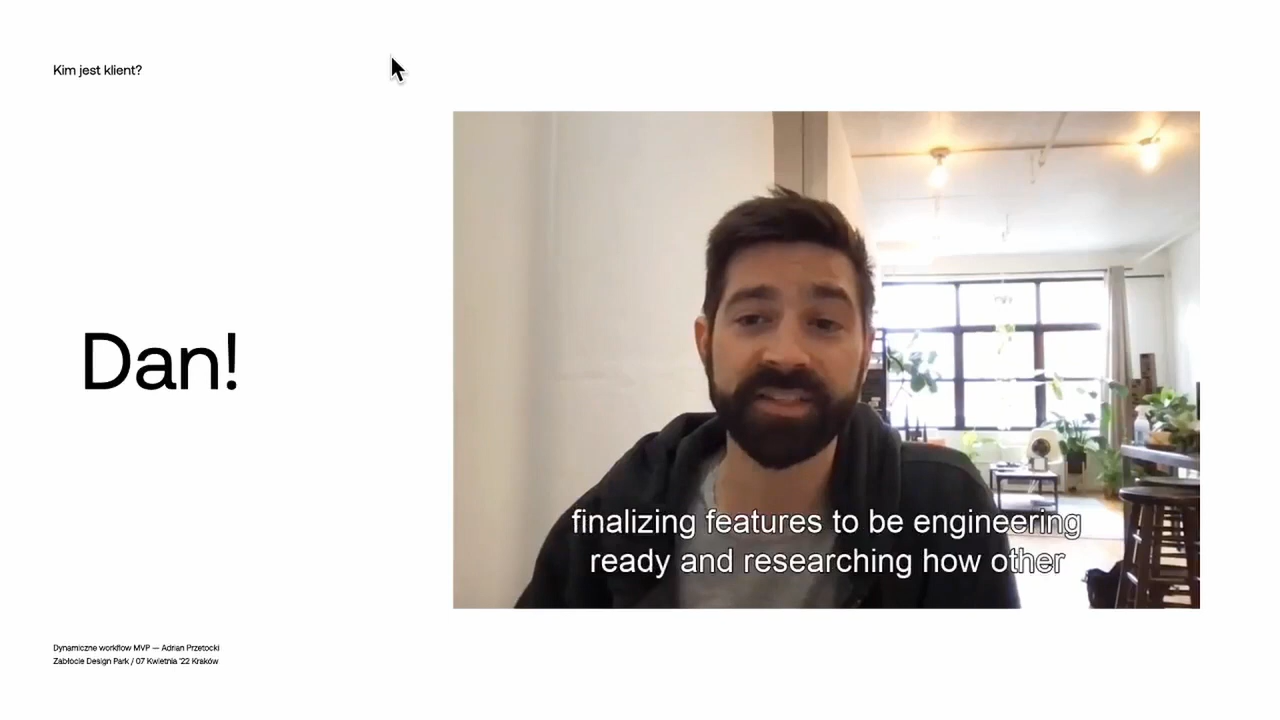 Kim jest klient?
Dan!
finalizing features to be engineering
ready and researching how other
Dynamiczne workflow MVP — Adrian Przetocki
Zabłocie Design Park / 07 Kwietnia '22 Kraków